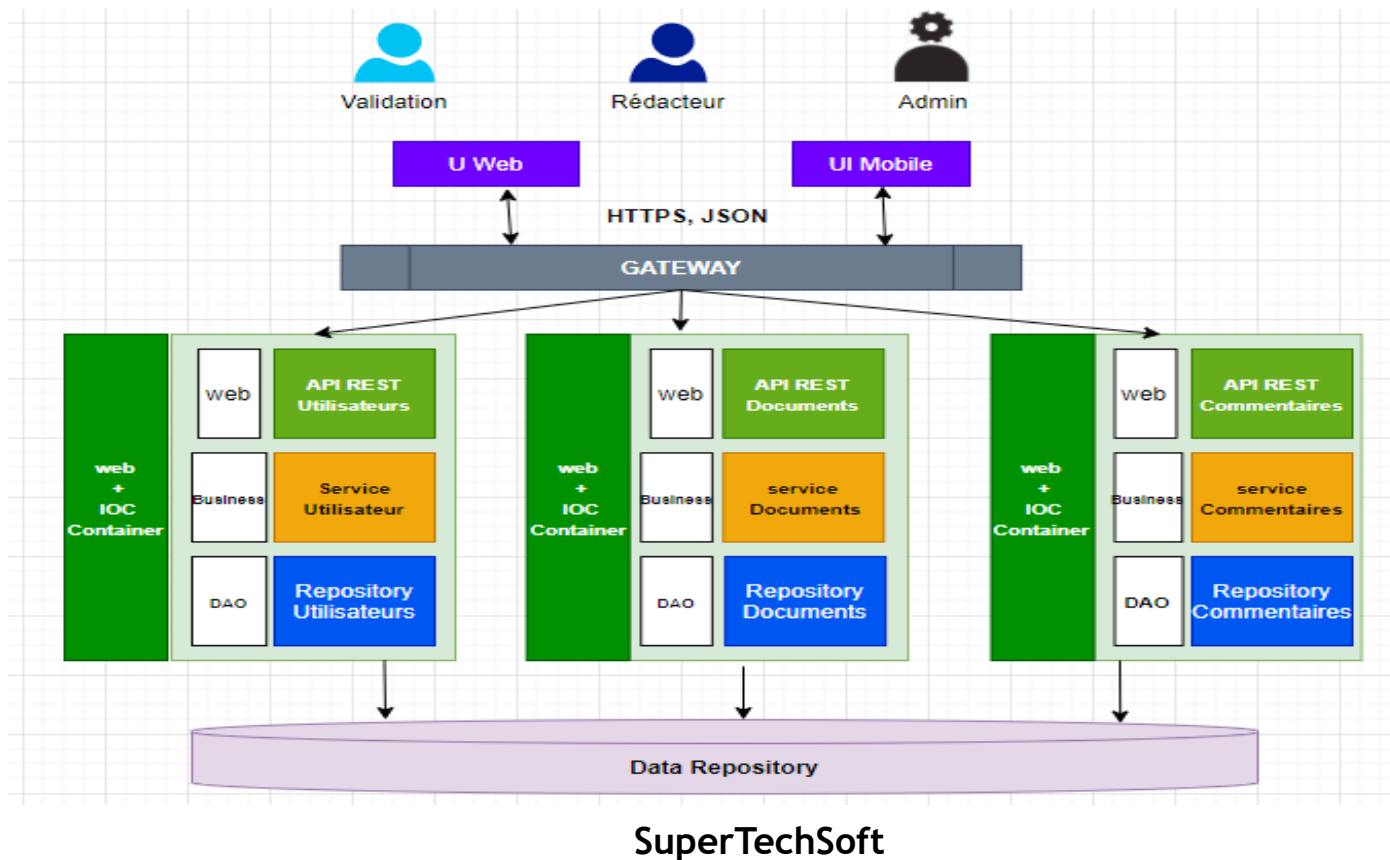 Validation
Rédacteur
Admin
U Web
UI Mobile
HTTPS, JSON
GATEWAY
web
+
IOC
Container
web
API REST
Utilisateurs
Business
Service
Utilisateur
DAO
Repository
Utilisateurs
web
+
IOC
Container
web
API REST
Documents
Business
service
Documents
DAO
Repository
Documents
web
+
IOC
Container
web
API REST
Commentaires
Business
service
Commentaires
DAO
Repository
Commentaires
Data Repository
SuperTechSoft